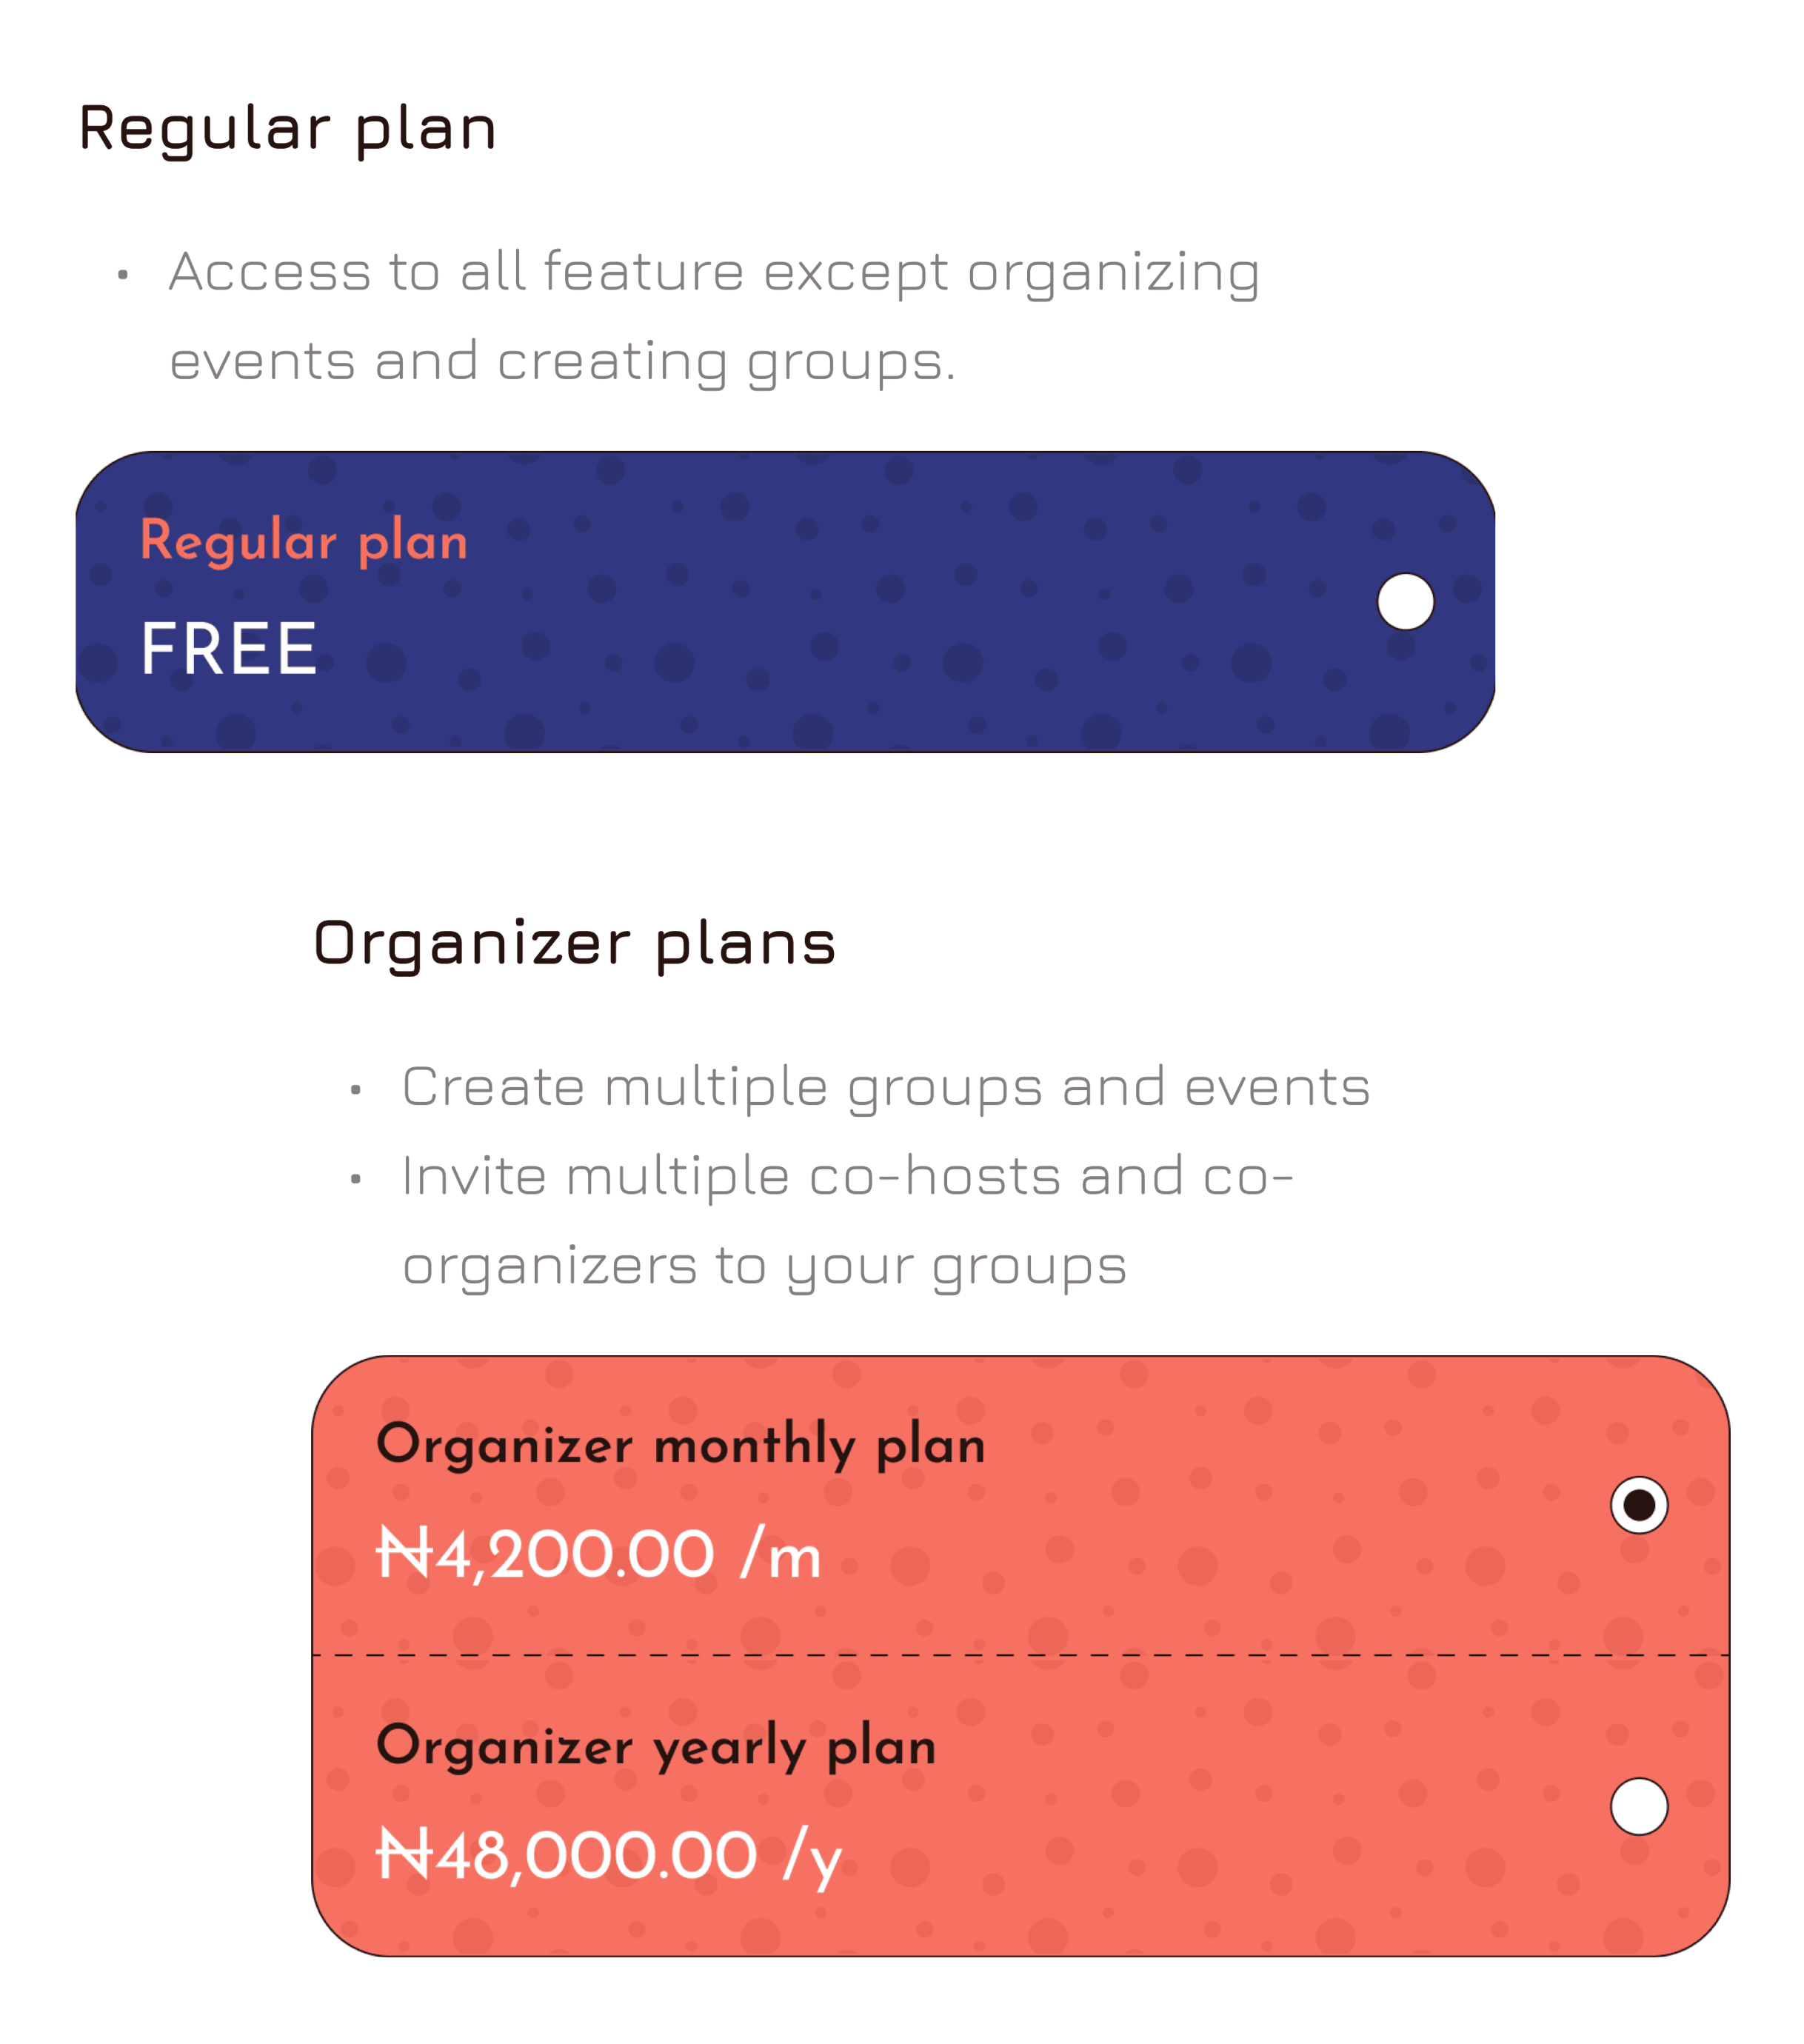 Regular plan
• Access to all feature except organizing
events and creating groups.
Regular plan
FREE
Organizer plans
• Create multiple groups and events
• Invite multiple co-hosts and co-
organizers to your groups
Organizer monthly plan
₦4,200.00 /m
Organizer yearly plan
₦48,000.00 /y